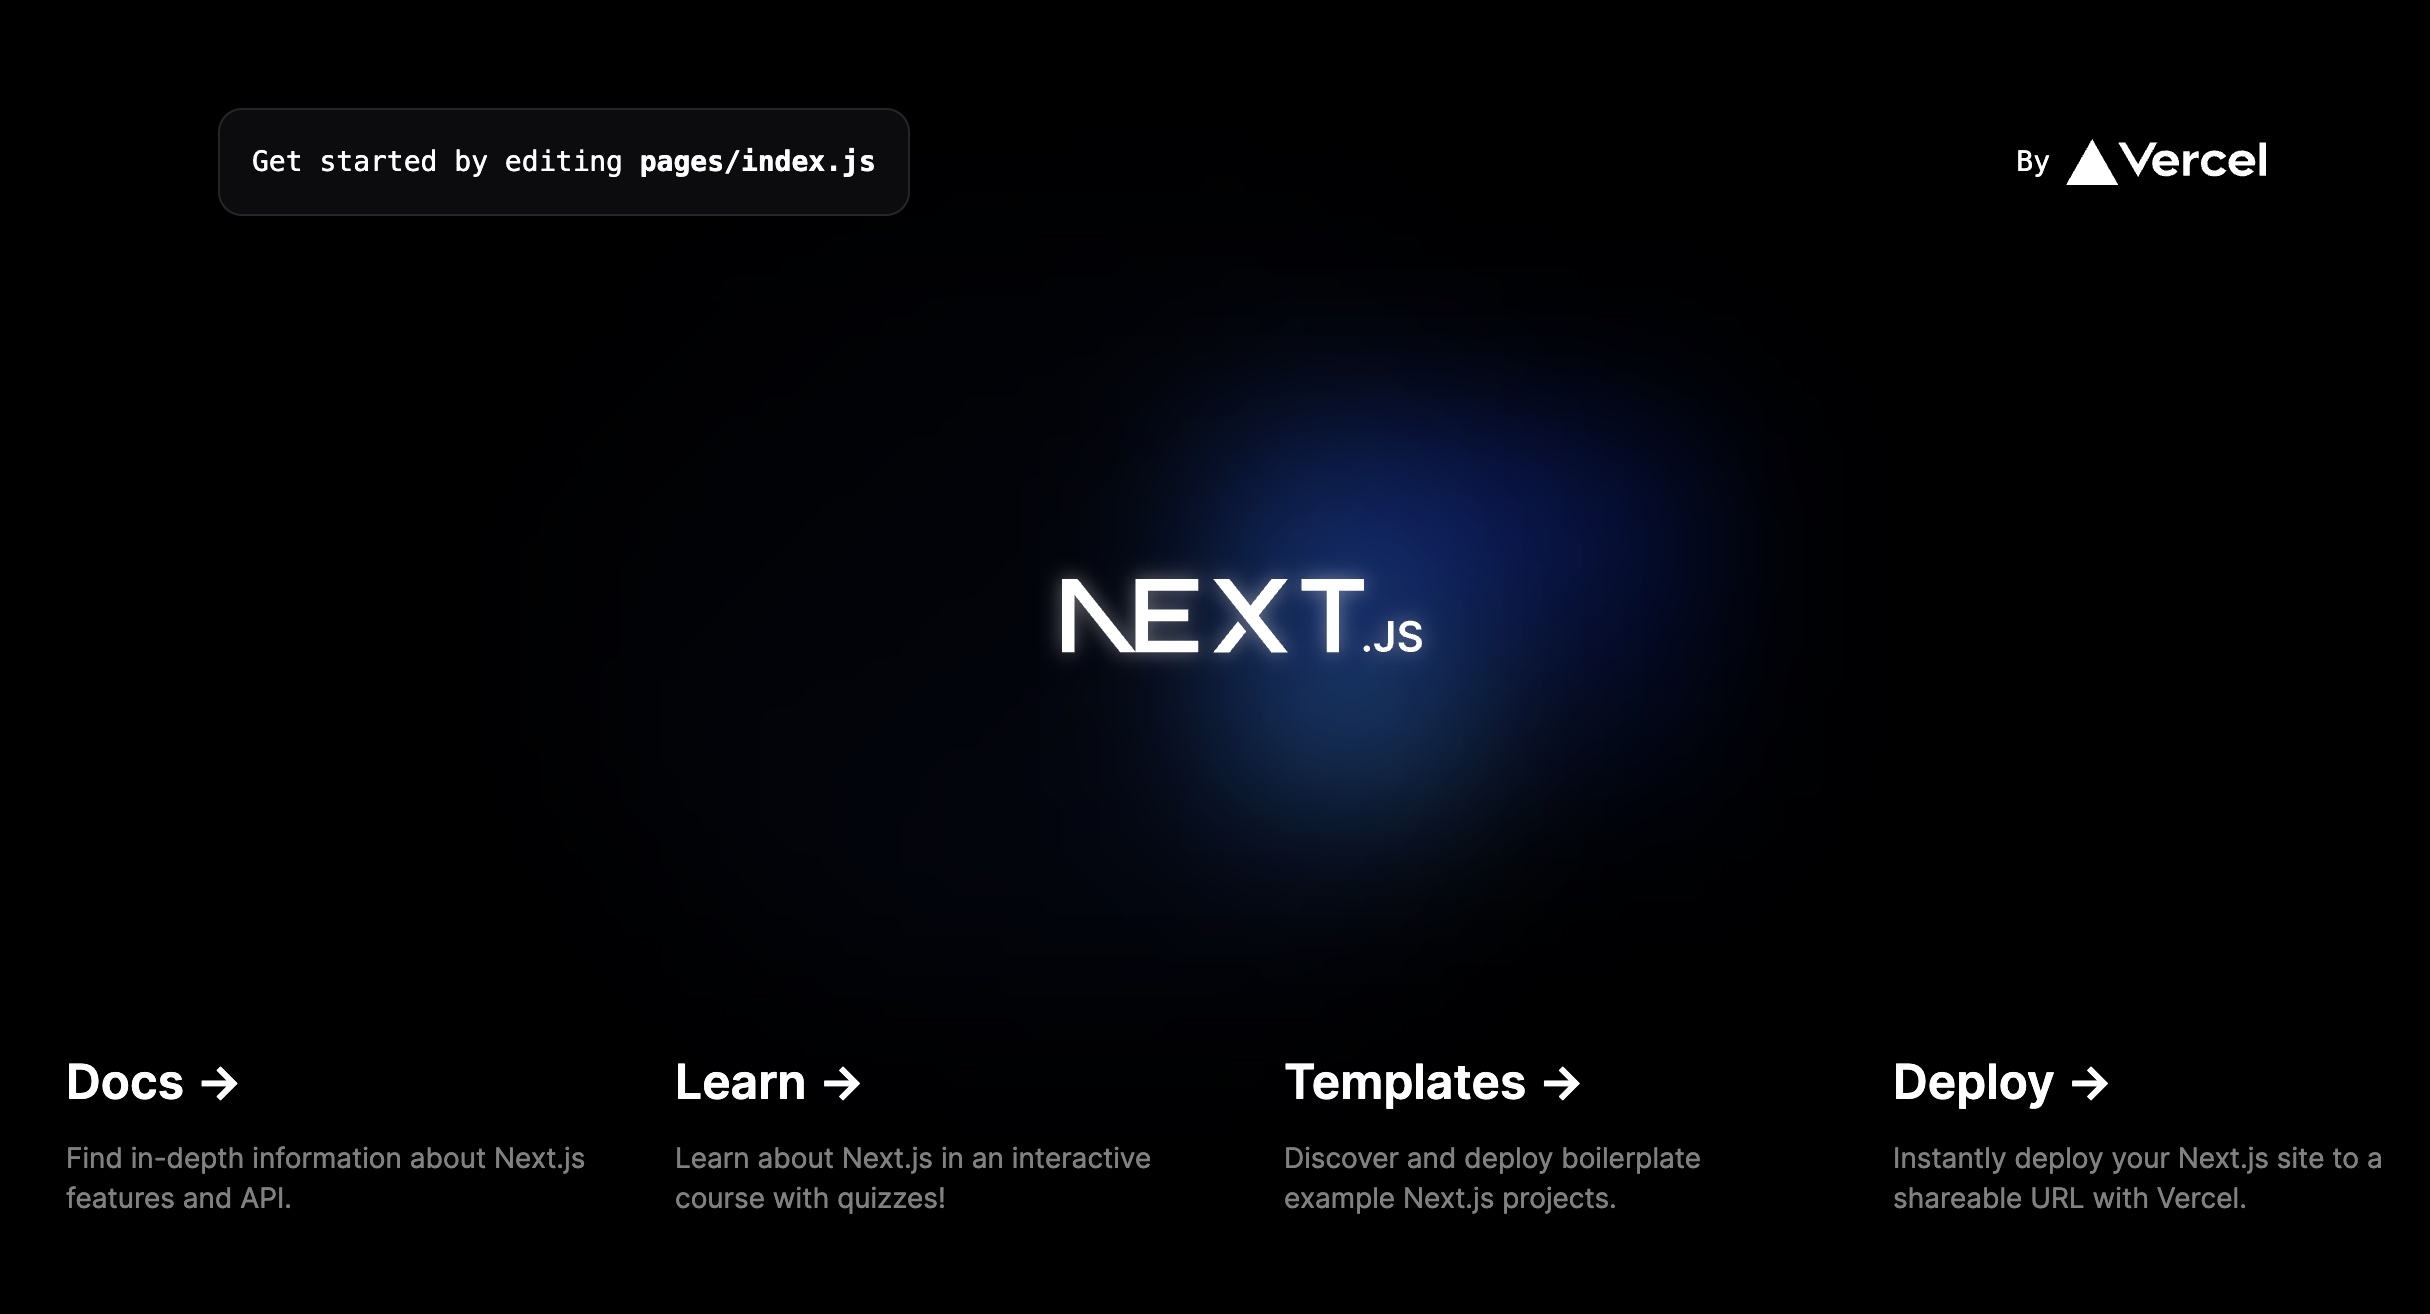 Get started by editing pages/index.js
By Vercel
NEXT.JS
Docs →
Find in-depth information about Next.js
features and API.
Learn →
Learn about Next.js in an interactive
course with quizzes!
Templates →
Discover and deploy boilerplate
example Next.js projects.
Deploy →
Instantly deploy your Next.js site to a
shareable URL with Vercel.